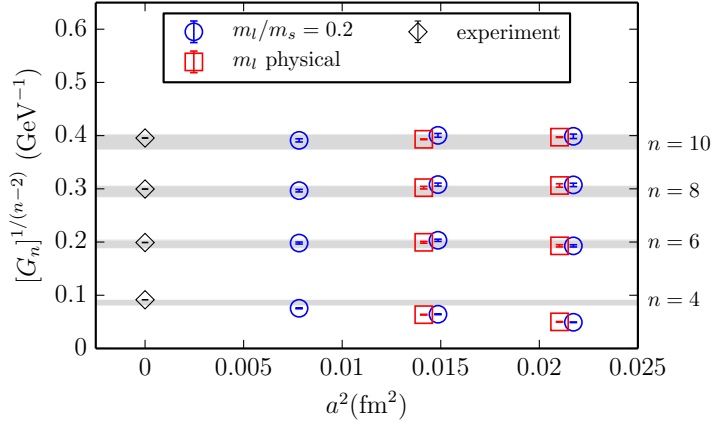 0.6
0.5
0.4
0.3
0.2
0.1
0
[G_n]^{1/(n−2)} (GeV^{−1})
m_l/m_s = 0.2
m_l physical
experiment
n = 10
n = 8
n = 6
n = 4
0 0.005 0.01 0.015 0.02 0.025
a^2(fm^2)